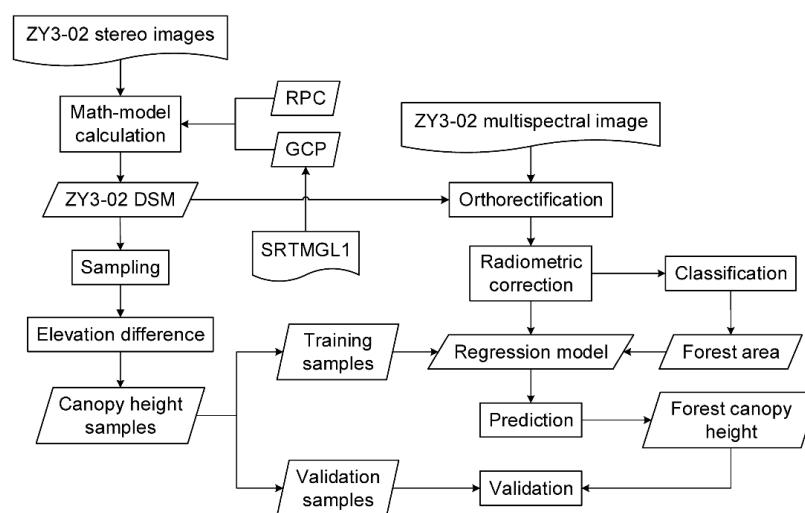 ZY3-02 stereo images
Math-model
calculation
RPC
GCP
ZY3-02 multispectral image
ZY3-02 DSM
Orthorectification
SRTMGL1
Sampling
Radiometric
correction
Classification
Elevation difference
Training
samples
Regression model
Forest area
Canopy height
samples
Prediction
Forest canopy
height
Validation
samples
Validation